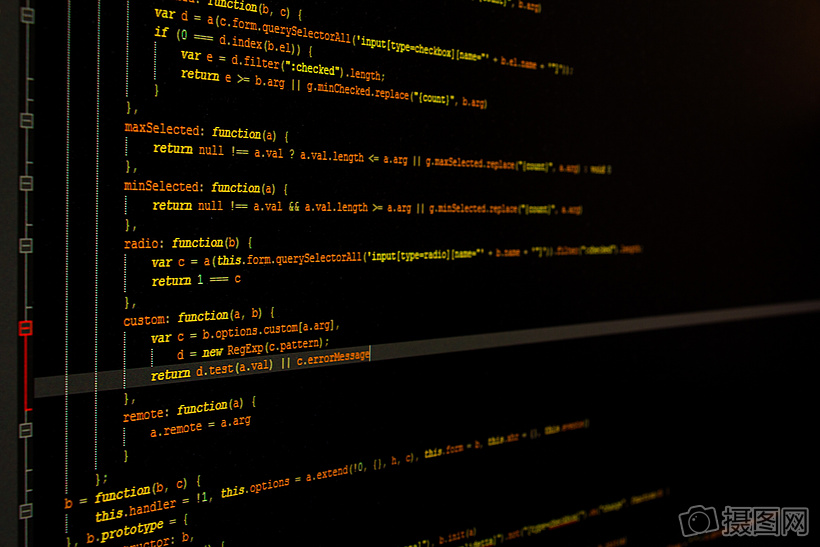 function(b, c) {
var d = a(c.form.querySelectorAll('input[type=checkbox][name="' + b.el.name + '"]'));
if (0 === d.index(b.el)) {
var e = d.filter(":checked").length;
return e >= b.arg || g.minChecked.replace("{count}", b.arg)
}
},
maxSelected: function(a) {
return null !== a.val ? a.val.length <= a.arg || g.maxSelected.replace("{count}", a.arg) : null !
},
minSelected: function(a) {
return null !== a.val && a.val.length >= a.arg || g.minSelected.replace("{count}", a.arg)
},
radio: function(b) {
var c = a(this.form.querySelectorAll('input[type=radio][name="' + b.name + '"]')).filter(":checked").length;
return 1 === c
},
custom: function(a, b) {
var c = b.options.custom[a.arg],
d = new RegExp(c.pattern);
return d.test(a.val) || c.errorMessage
},
remote: function(a) {
a.remote = a.arg
}
};
b = function(b, c) {
this.handler = !1, this.options = a.extend(!0, {}, h, c), this.form = b, this.xhr = {}, this.events
}, b.prototype = {
b,
b.init(a)
摄图网